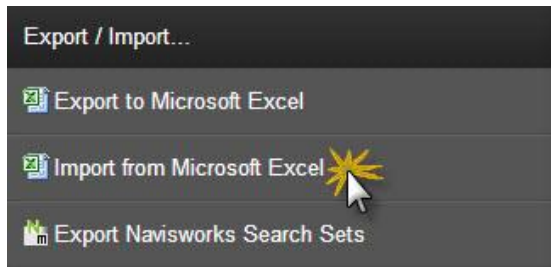 Export / Import...
Export to Microsoft Excel
Import from Microsoft Excel
Export Navisworks Search Sets